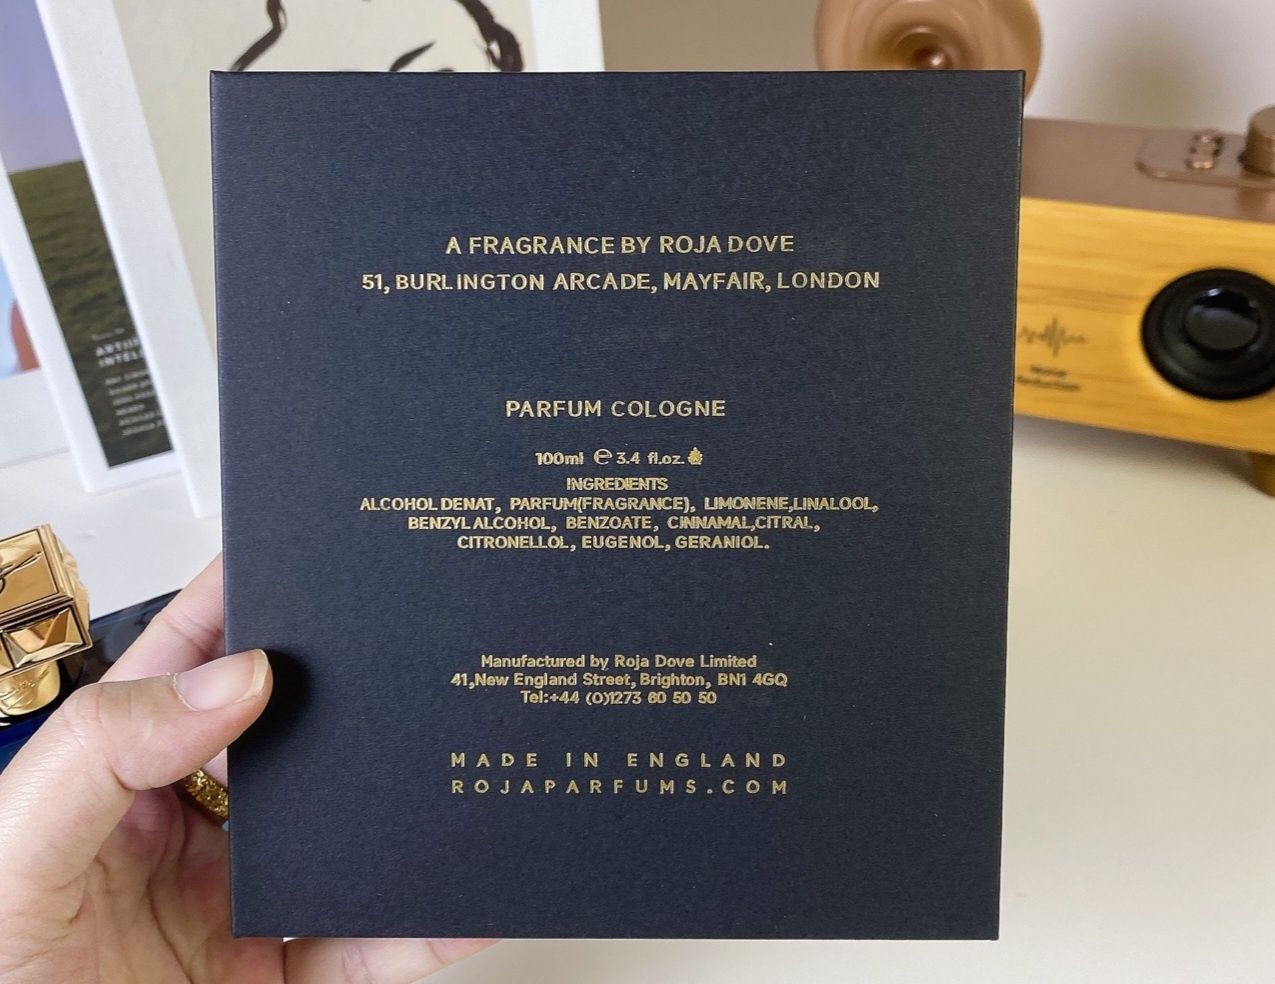 A FRAGRANCE BY ROJA DOVE
51, BURLINGTON ARCADE, MAYFAIR, LONDON
PARFUM COLOGNE
100ml ℮ 3.4 fl.oz.
INGREDIENTS
ALCOHOL DENAT, PARFUM(FRAGRANCE), LIMONENE,LINALOOL,
BENZYL ALCOHOL, BENZOATE, CINNAMAL,CITRAL,
CITRONELLOL, EUGENOL, GERANIOL.
Manufactured by Roja Dove Limited
41,New England Street, Brighton, BN1 4GQ
Tel:+44 (0)1273 60 50 50
MADE IN ENGLAND
ROJAPARFUMS.COM